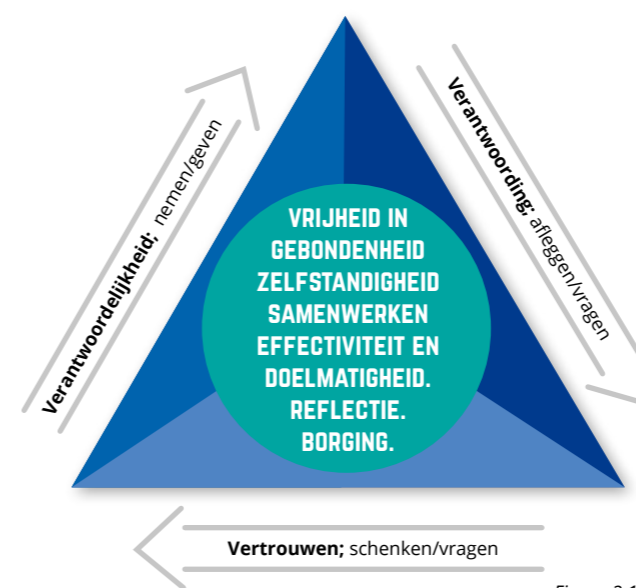 Verantwoordelijkheid; nemen/geven
Verantwoording; afleggen/vragen
VRIJHEID IN
GEBONDENHEID
ZELFSTANDIGHEID
SAMENWERKEN
EFFECTIVITEIT EN
DOELMATIGHEID.
REFLECTIE.
BORGING.
Vertrouwen; schenken/vragen